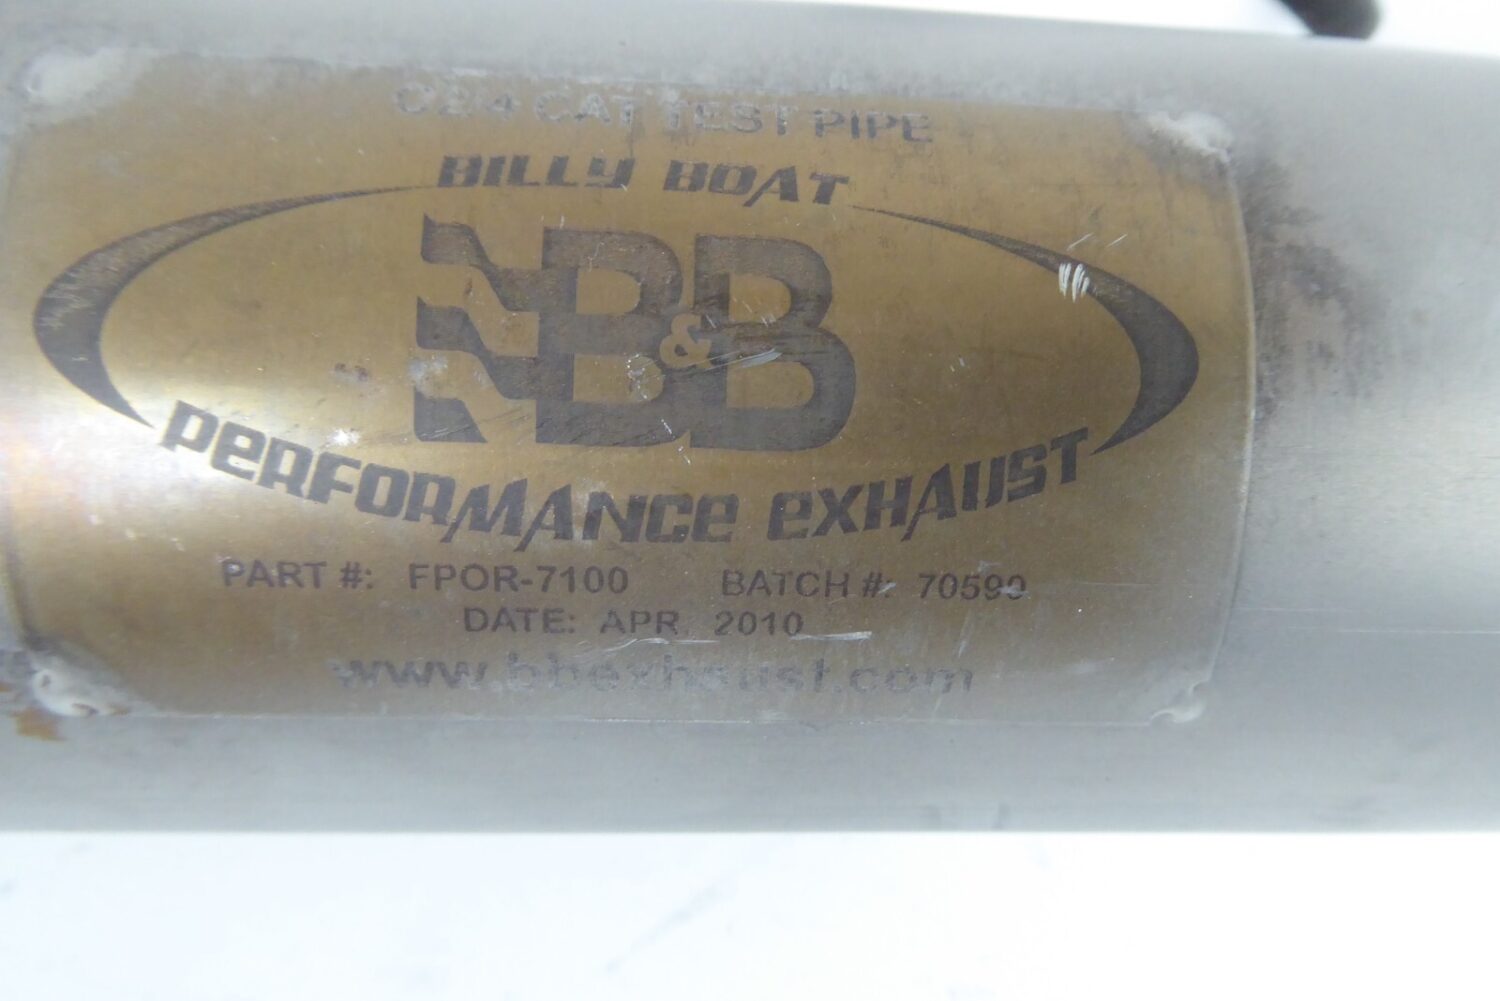 CAT TEST PIPE
BILLY BOAT
B&B
PERFORMANCE EXHAUST
PART #: FPOR-7100 BATCH #: 70590
DATE: APR 2010
www.bbexhaust.com